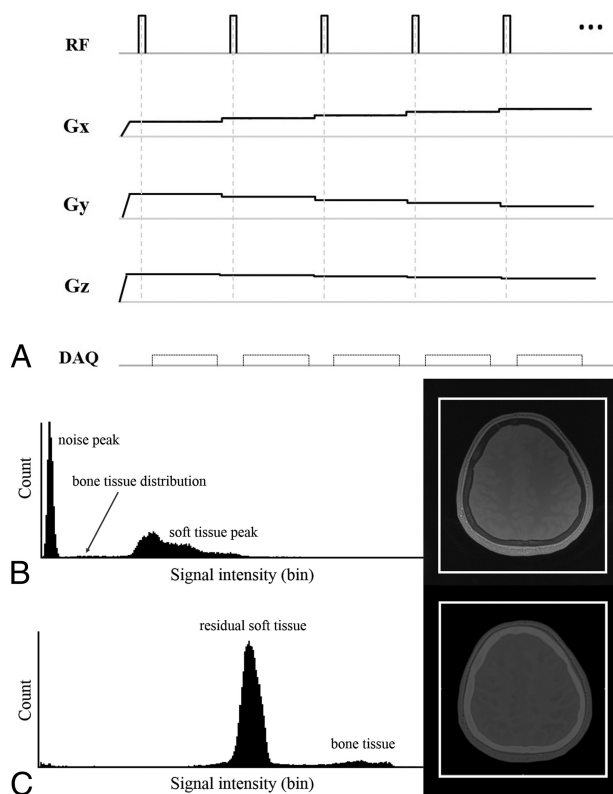 RF
•••
Gx
Gy
Gz
A DAQ
noise peak
bone tissue distribution
soft tissue peak
Count
B
Signal intensity (bin)
residual soft tissue
bone tissue
Count
C
Signal intensity (bin)